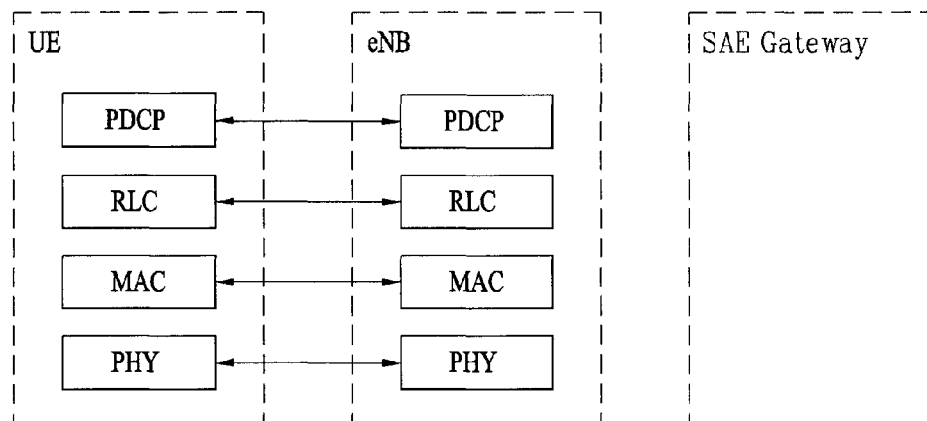 UE eNB SAE Gateway
PDCP PDCP
RLC RLC
MAC MAC
PHY PHY